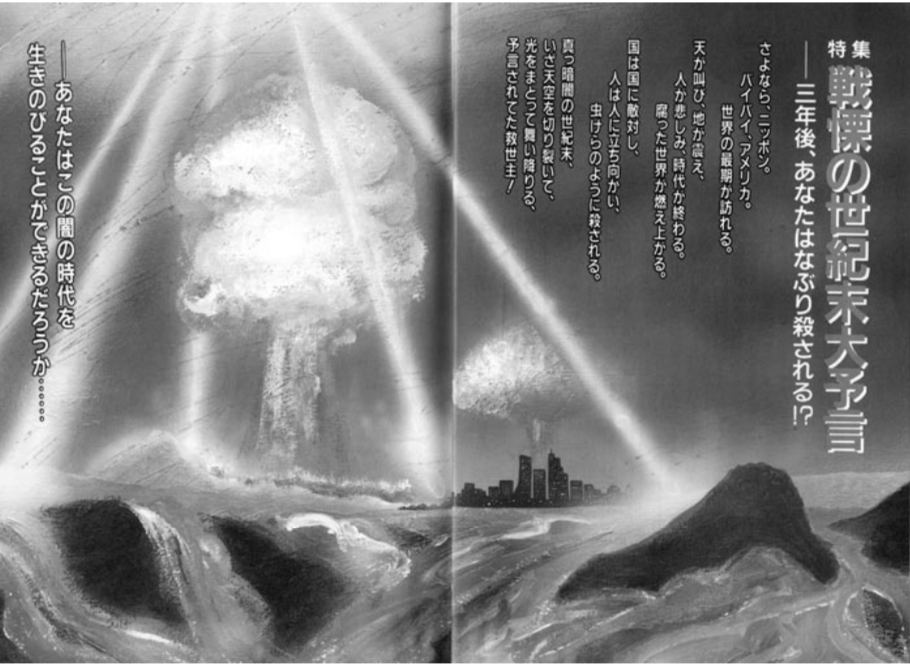 特集
戦慄の世紀末大予言
──三年後、あなたはなぶり殺される!?
さよなら、ニッポン。
バイバイ、アメリカ。
世界の最期が訪れる。
天が叫び、地が震え、
人が悲しみ、時代が終わる。
腐った世界が燃え上がる。
国は国に敵対し、
人は人に立ち向かい、
虫けらのように殺される。
真っ暗闇の世紀末、
いざ天空を切り裂いて、
光をまとって舞い降りる、
予言されてた救世主!
──あなたはこの闇の時代を
生きのびることができるだろうか……